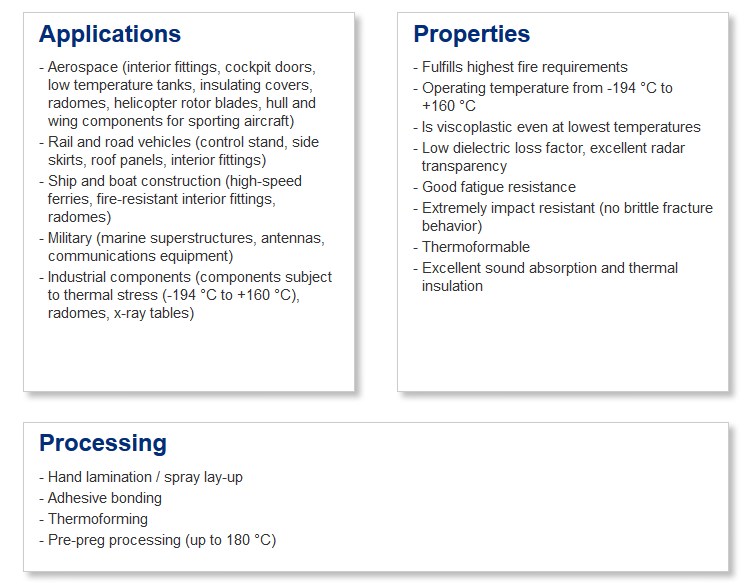 Applications
- Aerospace (interior fittings, cockpit doors,
low temperature tanks, insulating covers,
radomes, helicopter rotor blades, hull and
wing components for sporting aircraft)
- Rail and road vehicles (control stand, side
skirts, roof panels, interior fittings)
- Ship and boat construction (high-speed
ferries, fire-resistant interior fittings,
radomes)
- Military (marine superstructures, antennas,
communications equipment)
- Industrial components (components subject
to thermal stress (-194 °C to +160 °C),
radomes, x-ray tables)
Properties
- Fulfills highest fire requirements
- Operating temperature from -194 °C to
+160 °C
- Is viscoplastic even at lowest temperatures
- Low dielectric loss factor, excellent radar
transparency
- Good fatigue resistance
- Extremely impact resistant (no brittle fracture
behavior)
- Thermoformable
- Excellent sound absorption and thermal
insulation
Processing
- Hand lamination / spray lay-up
- Adhesive bonding
- Thermoforming
- Pre-preg processing (up to 180 °C)